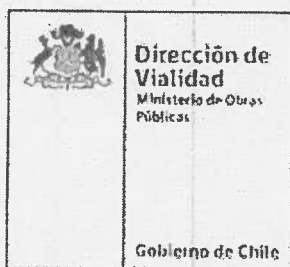 Dirección de
Vialidad
Ministerio de Obras
Públicas
Gobierno de Chile